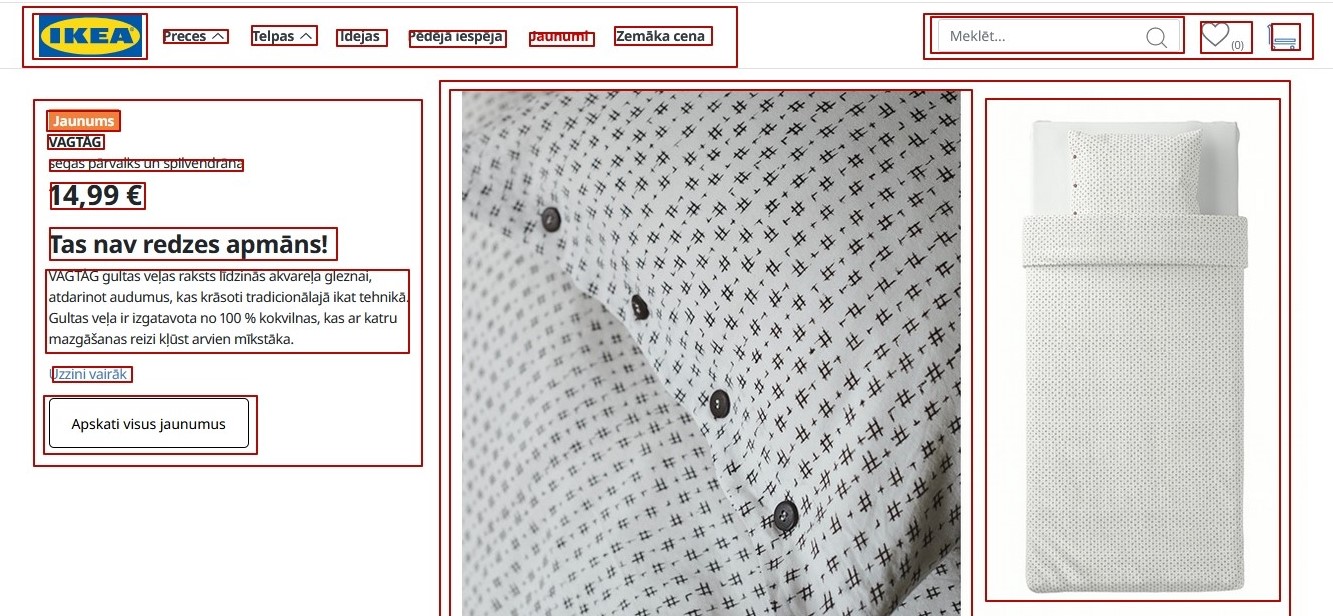 IKEA
Preces
Telpas
Idejas
Pēdējā iespēja
Jaunumi
Zemāka cena
Meklēt...
(0)
Jaunums
VÅGTÅG
segas pārvalks un spilvendrāna
14,99 €
Tas nav redzes apmāns!
VÅGTÅG gultas veļas raksts līdzinās akvareļa gleznai,
atdarinot audumus, kas krāsoti tradicionālajā ikat tehnikā.
Gultas veļa ir izgatavota no 100 % kokvilnas, kas ar katru
mazgāšanas reizi kļūst arvien mīkstāka.
Uzzini vairāk
Apskati visus jaunumus